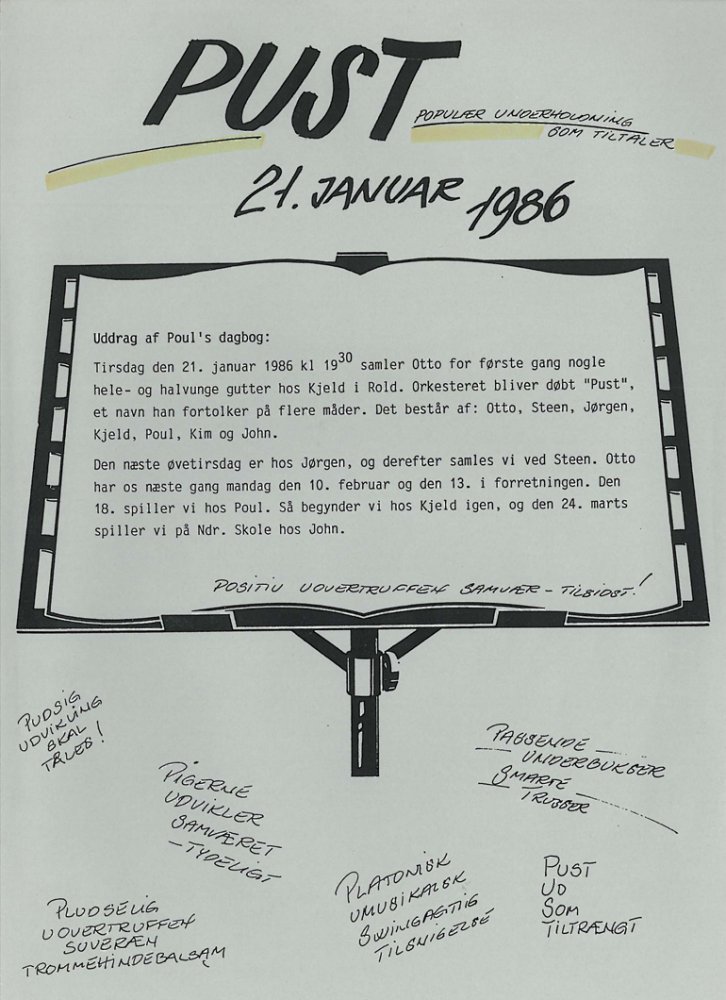 PUST
POPULÆR UNDERHOLDNING
SOM TILTALER
21. JANUAR 1986
Uddrag af Poul's dagbog:
Tirsdag den 21. januar 1986 kl 19³⁰ samler Otto for første gang nogle
hele- og halvunge gutter hos Kjeld i Rold. Orkesteret bliver døbt "Pust",
et navn han fortolker på flere måder. Det består af: Otto, Steen, Jørgen,
Kjeld, Poul, Kim og John.
Den næste øvetirsdag er hos Jørgen, og derefter samles vi ved Steen. Otto
har os næste gang mandag den 10. februar og den 13. i forretningen. Den
18. spiller vi hos Poul. Så begynder vi hos Kjeld igen, og den 24. marts
spiller vi på Ndr. Skole hos John.
POSITIV UOVERTRUFFEN SAMVÆR - TILSIDST!
PUDSIG
UDVIKLING
SKAL
TÅLES!
PIGERNE
UDVIKLER
SAMVÆRET
- TYDELIGT
PASSENDE
UNDERBUKSER
SMARTE
TRUSSER
PLUDSELIG
UOVERTRUFFEN
SUVERÆN
TROMMEHINDEBALSAM
PLATONISK
UMUSIKALSK
SWINGAGTIG
TILSNIGELSE
PUST
UD
SOM
TILTRÆNGT